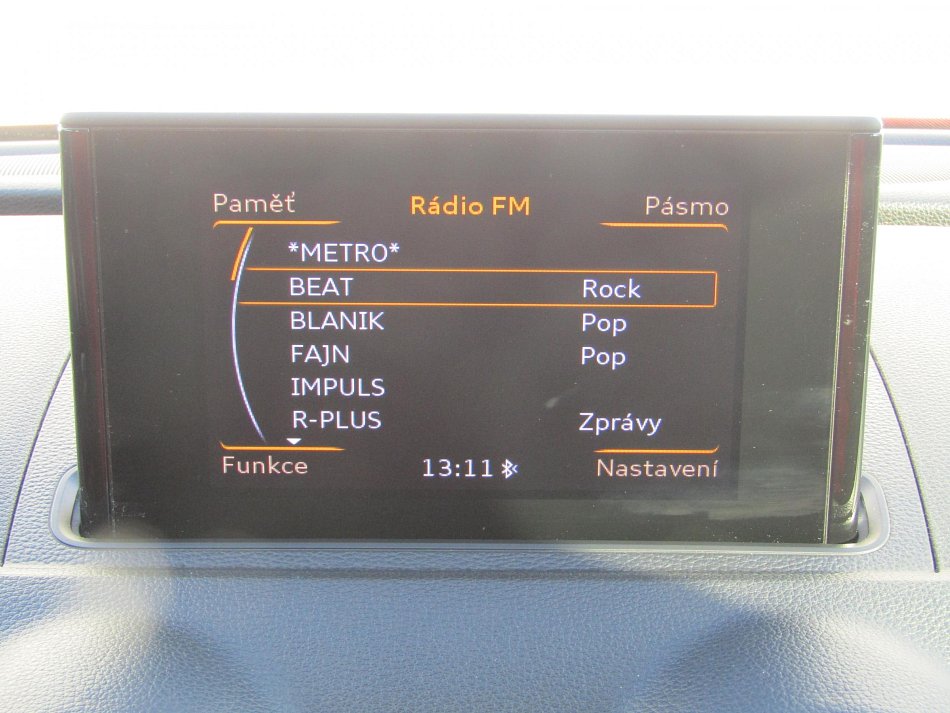 Paměť Rádio FM Pásmo
*METRO*
BEAT Rock
BLANIK Pop
FAJN Pop
IMPULS
R-PLUS Zprávy
Funkce 13:11 Nastavení